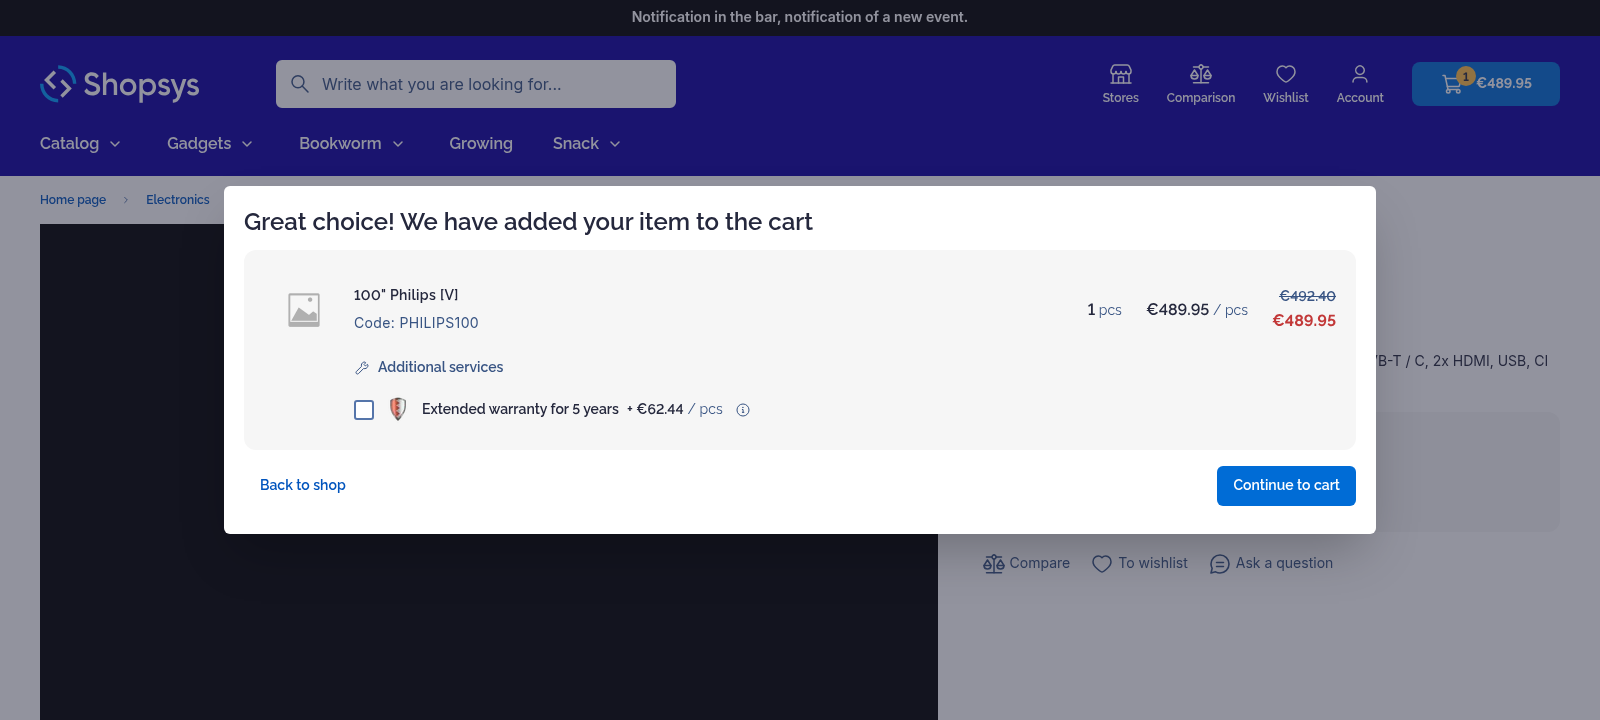 Notification in the bar, notification of a new event.
Shopsys
Write what you are looking for...
Stores
Comparison
Wishlist
Account
1
€489.95
Catalog
Gadgets
Bookworm
Growing
Snack
Home page
Electronics
Great choice! We have added your item to the cart
100" Philips [V]
Code: PHILIPS100
1 pcs
€489.95 / pcs
€492.40
€489.95
Additional services
Extended warranty for 5 years + €62.44 / pcs
Back to shop
Continue to cart
/ C, 2x HDMI, USB, CI
Compare
To wishlist
Ask a question